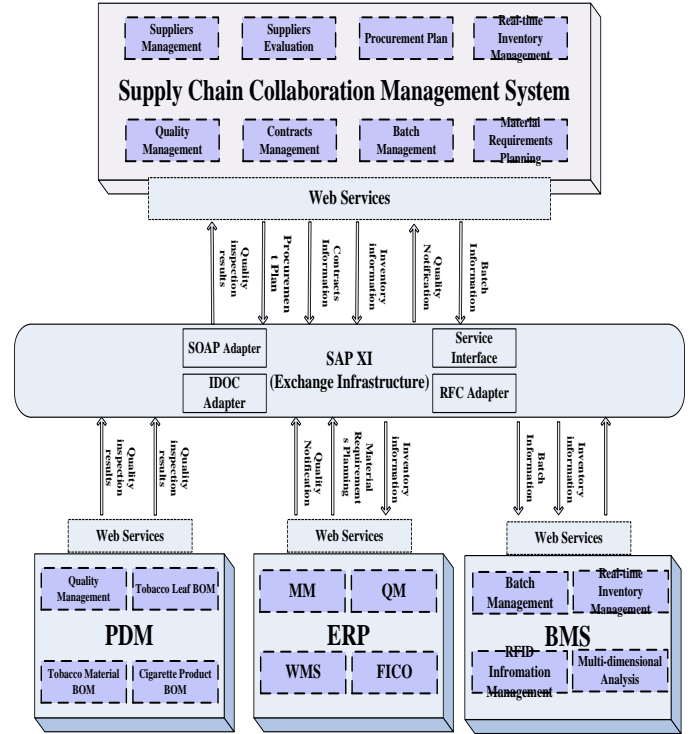 Suppliers
Management
Suppliers
Evaluation
Procurement Plan
Real-time
Inventory
Management
Supply Chain Collaboration Management System
Quality
Management
Contracts
Management
Batch
Management
Material
Requirements
Planning
Web Services
Quality
inspection
results
Procuremen
t Plan
Contracts
Information
Inventory
information
Quality
Notification
Batch
Information
SOAP Adapter
IDOC
Adapter
SAP XI
(Exchange Infrastructure)
Service
Interface
RFC Adapter
Quality
inspection
results
Quality
inspection
results
Quality
Notification
Material
Requirement
s Planning
Inventory
information
Batch
Information
Inventory
information
Web Services
Web Services
Web Services
Quality
Management
Tobacco Leaf BOM
PDM
Tobacco Material
BOM
Cigarette Product
BOM
MM
QM
ERP
WMS
FICO
Batch
Management
Real-time
Inventory
Management
BMS
RFID
Infromation
Management
Multi-dimensional
Analysis